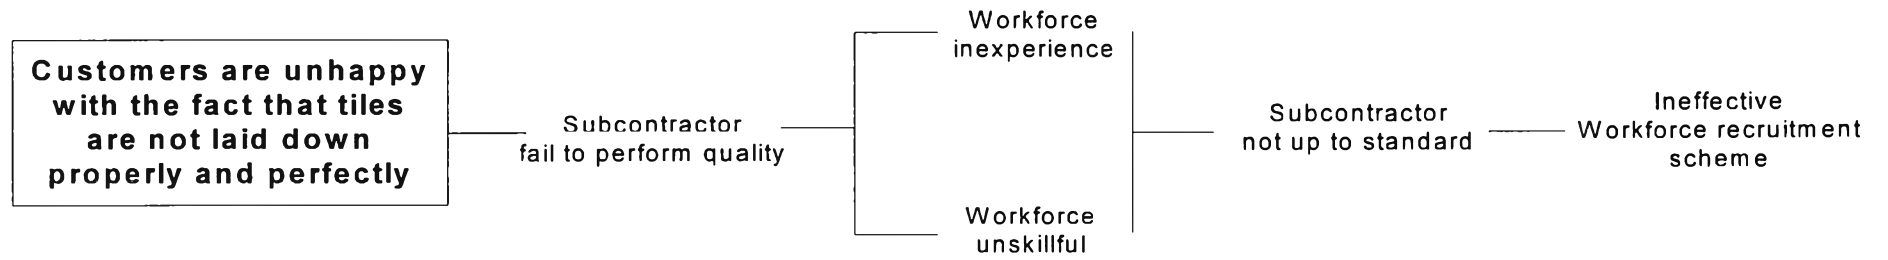 Customers are unhappy
with the fact that tiles
are not laid down
properly and perfectly
Subcontractor
fail to perform quality
Workforce
inexperience
Workforce
unskillful
Subcontractor
not up to standard
Ineffective
Workforce recruitment
scheme